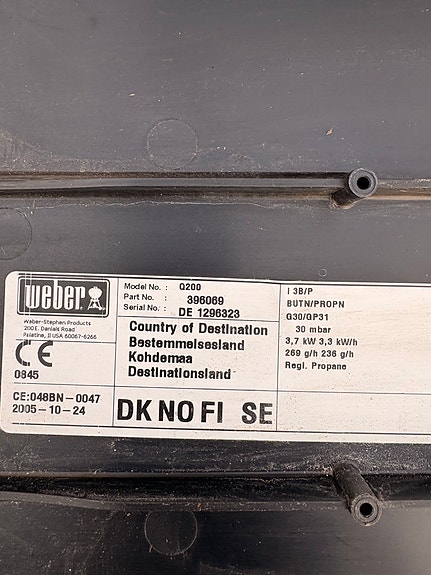 weber
Weber-Stephen Products
200 E. Daniels Road
Palatine, Il USA 60067-6266
CE
0845
CE:048BN-0047
2005-10-24
Model No. : Q200
Part No. : 396069
Serial No. : DE 1296323
Country of Destination
Bestemmelsesland
Kohdemaa
Destinationsland
DK NO FI SE
I 3B/P
BUTN/PROPN
G30/GP31
30 mbar
3,7 kW 3,3 kW/h
269 g/h 236 g/h
Regl. Propane